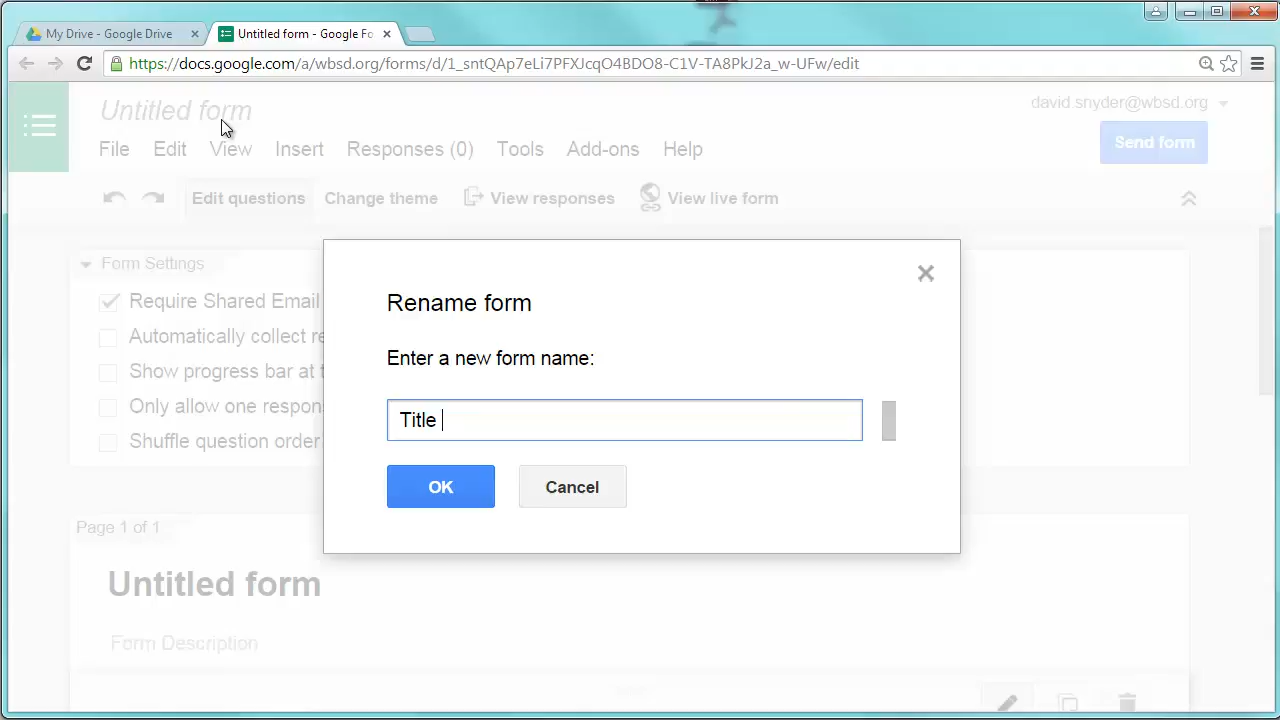 My Drive - Google Drive
Untitled form - Google Fo
https://docs.google.com/a/wbsd.org/forms/d/1_sntQAp7eLi7PFXJcqO4BDO8-C1V-TA8PkJ2a_w-UFw/edit
Untitled form
david.snyder@wbsd.org
File Edit View Insert Responses (0) Tools Add-ons Help
Send form
Edit questions Change theme View responses View live form
Form Settings
Require Shared Email
Automatically collect re
Show progress bar at t
Only allow one respon
Shuffle question order
Rename form
Enter a new form name:
Title
OK Cancel
Page 1 of 1
Untitled form
Form Description